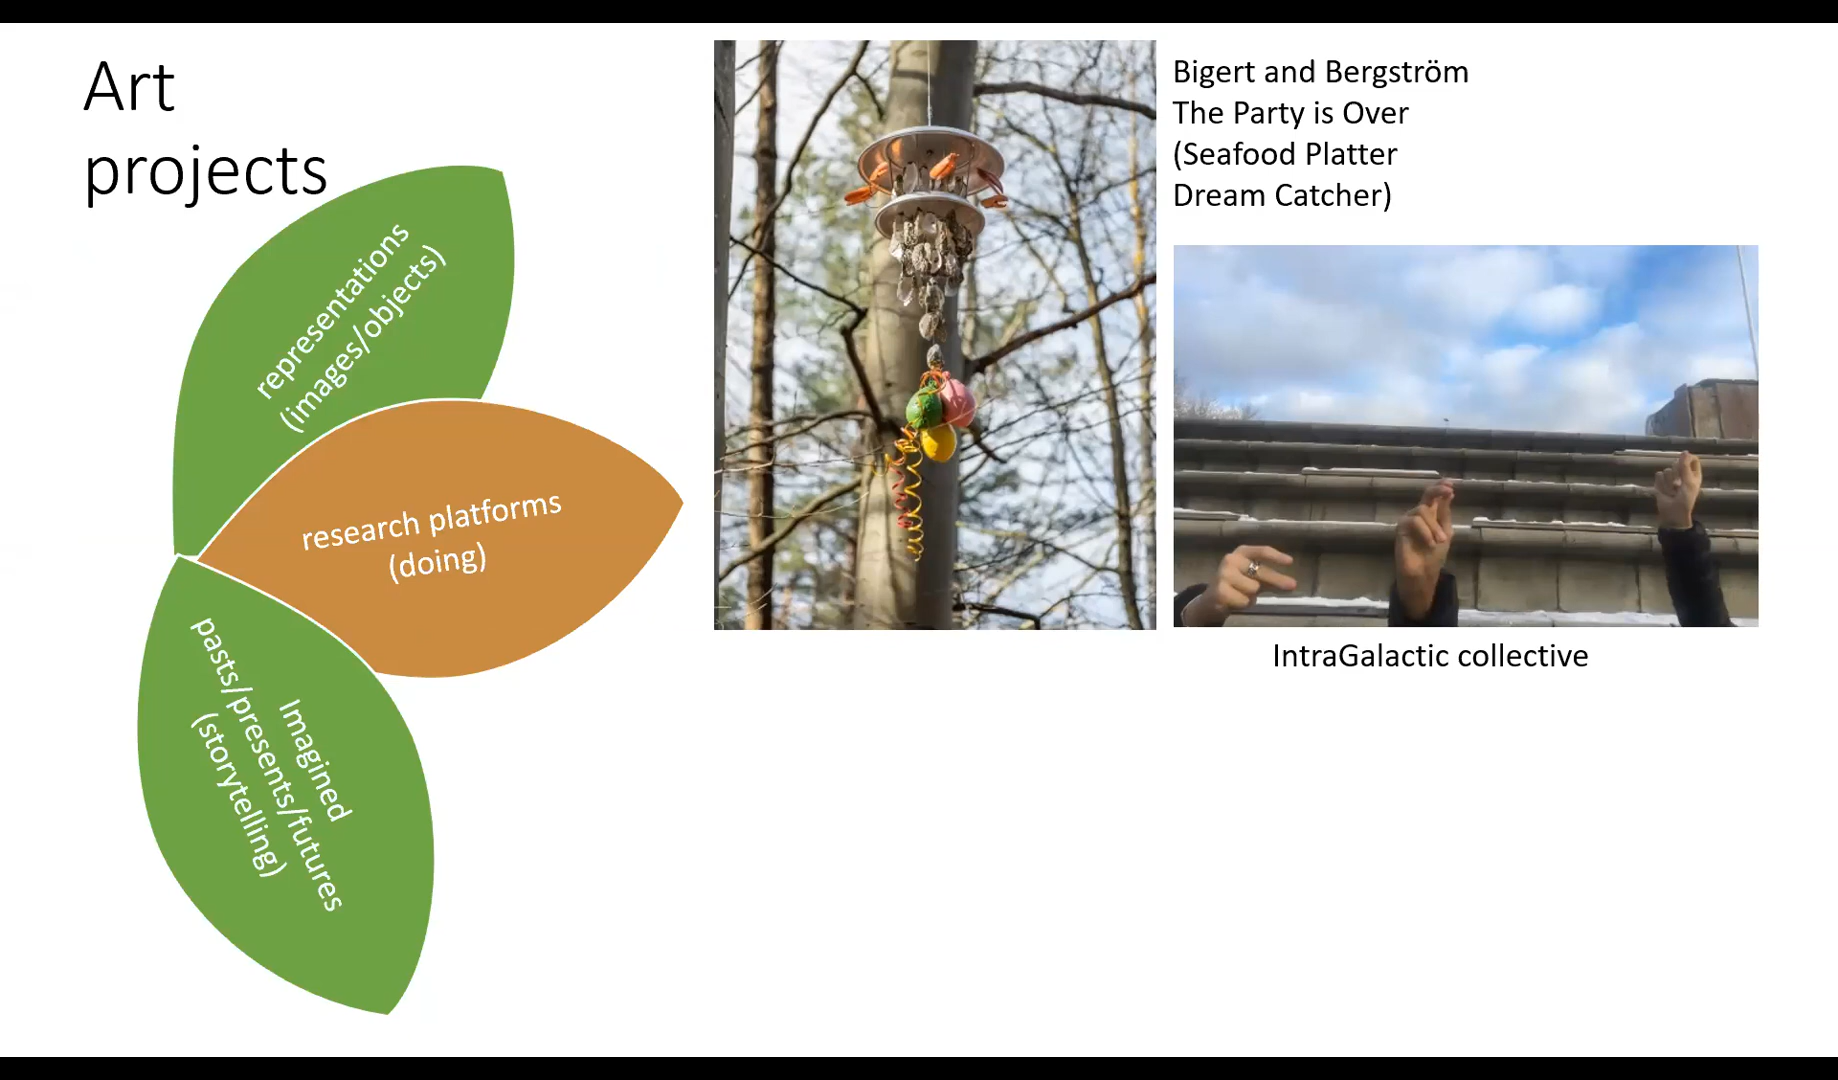 Art
projects
representations
(images/objects)
research platforms
(doing)
Imagined
pasts/presents/futures
(storytelling)
Bigert and Bergström
The Party is Over
(Seafood Platter
Dream Catcher)
IntraGalactic collective